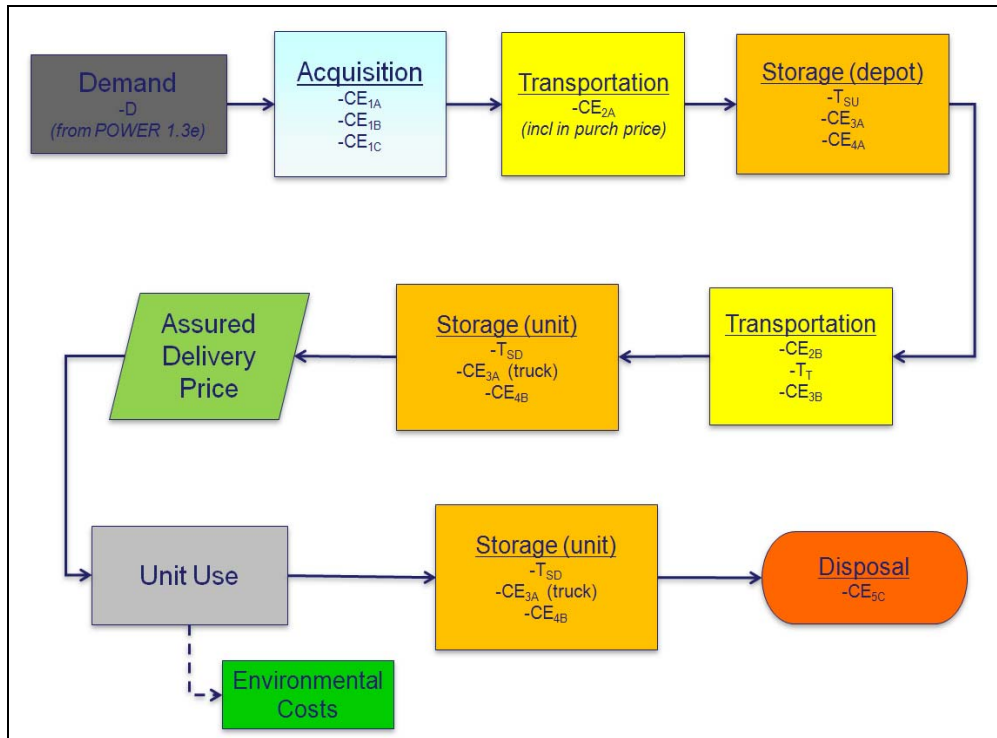 Demand
-D
(from POWER 1.3e)
Acquisition
-CE1A
-CE1B
-CE1C
Transportation
-CE2A
(incl in purch price)
Storage (depot)
-TSU
-CE3A
-CE4A
Assured
Delivery
Price
Storage (unit)
-TSD
-CE3A (truck)
-CE4B
Transportation
-CE2B
-TT
-CE3B
Unit Use
Storage (unit)
-TSD
-CE3A (truck)
-CE4B
Disposal
-CE5C
Environmental
Costs